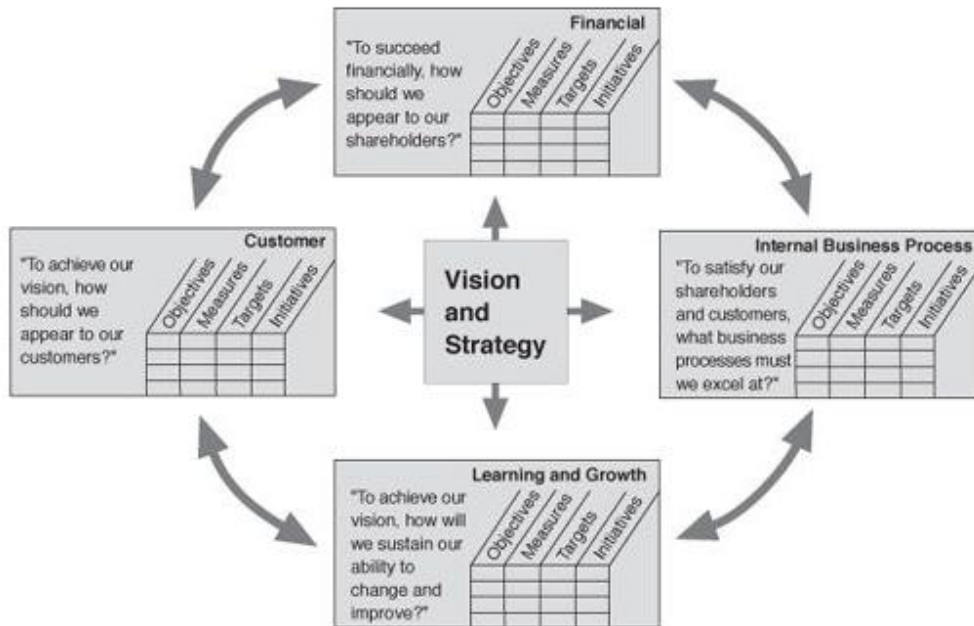 Financial
"To succeed
financially, how
should we
appear to our
shareholders?"
Objectives
Measures
Targets
Initiatives
Customer
"To achieve our
vision, how
should we
appear to our
customers?"
Objectives
Measures
Targets
Initiatives
Vision
and
Strategy
Internal Business Process
"To satisfy our
shareholders
and customers,
what business
processes must
we excel at?"
Objectives
Measures
Targets
Initiatives
Learning and Growth
"To achieve our
vision, how will
we sustain our
ability to
change and
improve?"
Objectives
Measures
Targets
Initiatives